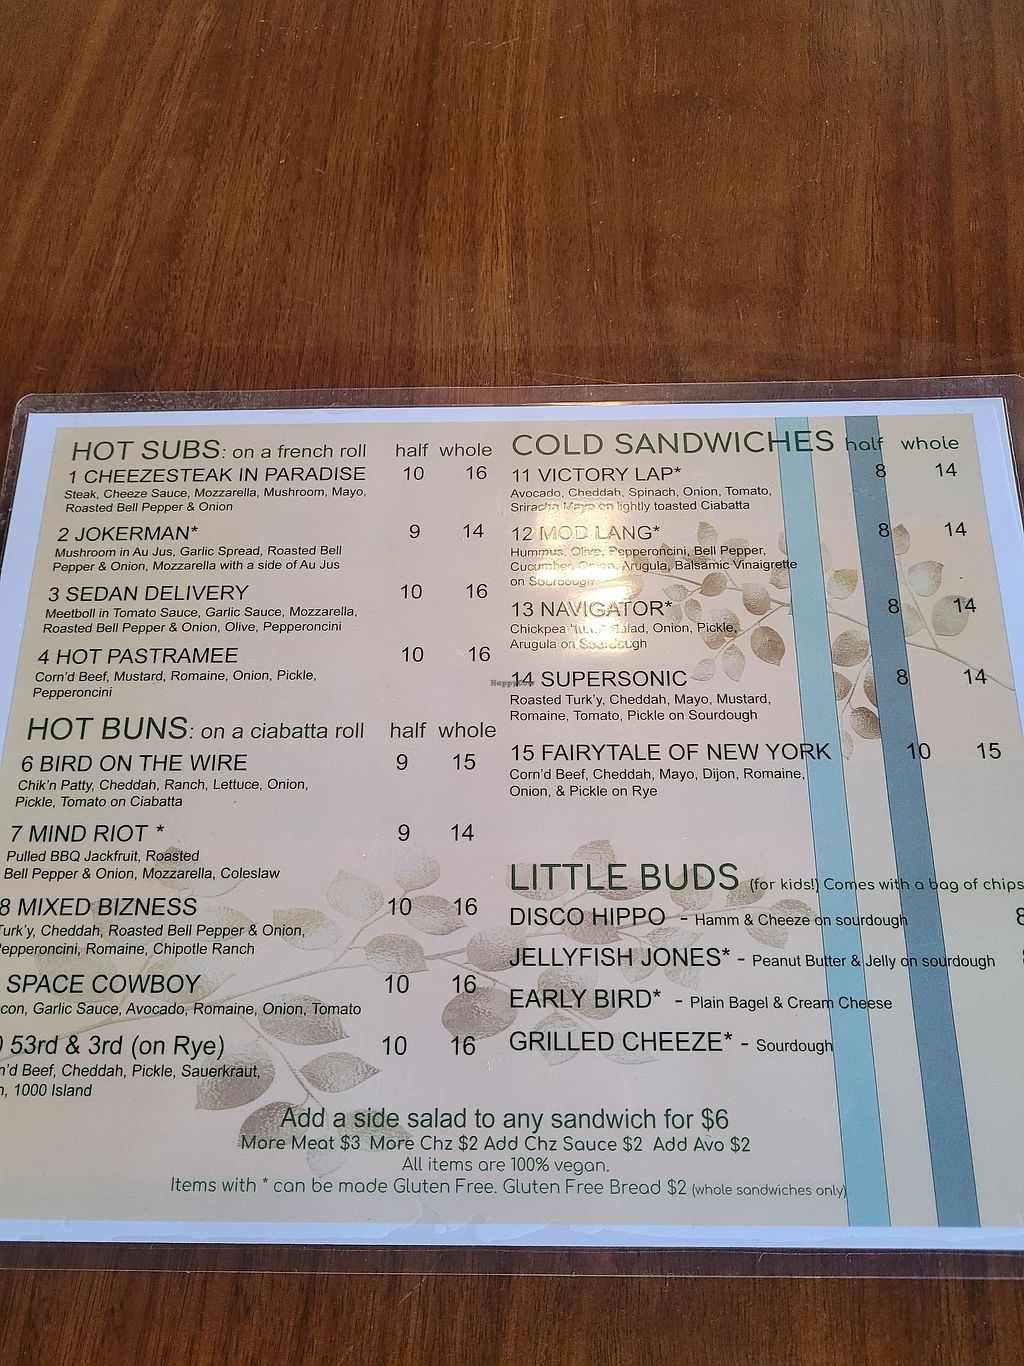 HOT SUBS: on a french roll half whole
1 CHEEZESTEAK IN PARADISE 10 16
Steak, Cheeze Sauce, Mozzarella, Mushroom, Mayo,
Roasted Bell Pepper & Onion
2 JOKERMAN* 9 14
Mushroom in Au Jus, Garlic Spread, Roasted Bell
Pepper & Onion, Mozzarella with a side of Au Jus
3 SEDAN DELIVERY 10 16
Meetboll in Tomato Sauce, Garlic Sauce, Mozzarella,
Roasted Bell Pepper & Onion, Olive, Pepperoncini
4 HOT PASTRAMEE 10 16
Corn'd Beef, Mustard, Romaine, Onion, Pickle,
Pepperoncini
HOT BUNS: on a ciabatta roll half whole
6 BIRD ON THE WIRE 9 15
Chik'n Patty, Cheddah, Ranch, Lettuce, Onion,
Pickle, Tomato on Ciabatta
7 MIND RIOT * 9 14
Pulled BBQ Jackfruit, Roasted
Bell Pepper & Onion, Mozzarella, Coleslaw
8 MIXED BIZNESS 10 16
Turk'y, Cheddah, Roasted Bell Pepper & Onion,
Pepperoncini, Romaine, Chipotle Ranch
SPACE COWBOY 10 16
Garlic Sauce, Avocado, Romaine, Onion, Tomato
53rd & 3rd (on Rye) 10 16
Beef, Cheddah, Pickle, Sauerkraut,
1000 Island
COLD SANDWICHES half whole
11 VICTORY LAP* 8 14
Avocado, Cheddah, Spinach, Onion, Tomato,
Sriracha Mayo on lightly toasted Ciabatta
12 MOD LANG* 8 14
Hummus, Olive, Pepperoncini, Bell Pepper,
Cucumber, Onion, Arugula, Balsamic Vinaigrette
on Sourdough
13 NAVIGATOR* 8 14
Chickpea "tuna" Salad, Onion, Pickle,
Arugula on Sourdough
HappyCow
14 SUPERSONIC 8 14
Roasted Turk'y, Cheddah, Mayo, Mustard,
Romaine, Tomato, Pickle on Sourdough
15 FAIRYTALE OF NEW YORK 10 15
Corn'd Beef, Cheddah, Mayo, Dijon, Romaine,
Onion, & Pickle on Rye
LITTLE BUDS (for kids!) Comes with a bag of chips
DISCO HIPPO - Hamm & Cheeze on sourdough 8
JELLYFISH JONES* - Peanut Butter & Jelly on sourdough
EARLY BIRD* - Plain Bagel & Cream Cheese
GRILLED CHEEZE* - Sourdough
Add a side salad to any sandwich for $6
More Meat $3 More Chz $2 Add Chz Sauce $2 Add Avo $2
All items are 100% vegan.
Items with * can be made Gluten Free. Gluten Free Bread $2 (whole sandwiches only)